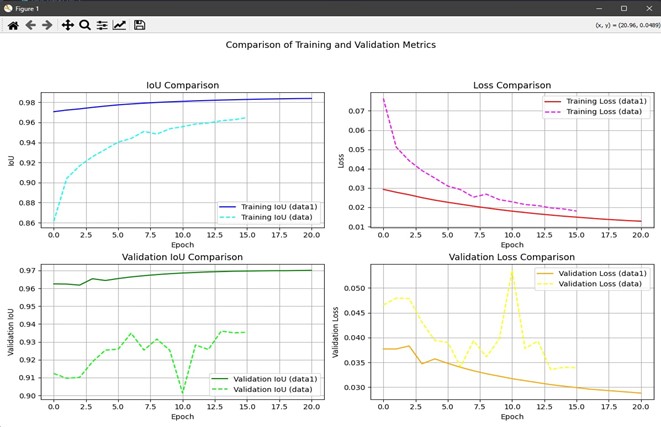 Figure 1
(x, y) = (20.96, 0.0489)
Comparison of Training and Validation Metrics
IoU Comparison
IoU
0.98
0.96
0.94
0.92
0.90
0.88
0.86
Training IoU (data1)
Training IoU (data)
0.0 2.5 5.0 7.5 10.0 12.5 15.0 17.5 20.0
Epoch
Loss Comparison
Loss
0.07
0.06
0.05
0.04
0.03
0.02
0.01
Training Loss (data1)
Training Loss (data)
0.0 2.5 5.0 7.5 10.0 12.5 15.0 17.5 20.0
Epoch
Validation IoU Comparison
Validation IoU
0.97
0.96
0.95
0.94
0.93
0.92
0.91
0.90
Validation IoU (data1)
Validation IoU (data)
0.0 2.5 5.0 7.5 10.0 12.5 15.0 17.5 20.0
Epoch
Validation Loss Comparison
Validation Loss
0.050
0.045
0.040
0.035
0.030
Validation Loss (data1)
Validation Loss (data)
0.0 2.5 5.0 7.5 10.0 12.5 15.0 17.5 20.0
Epoch